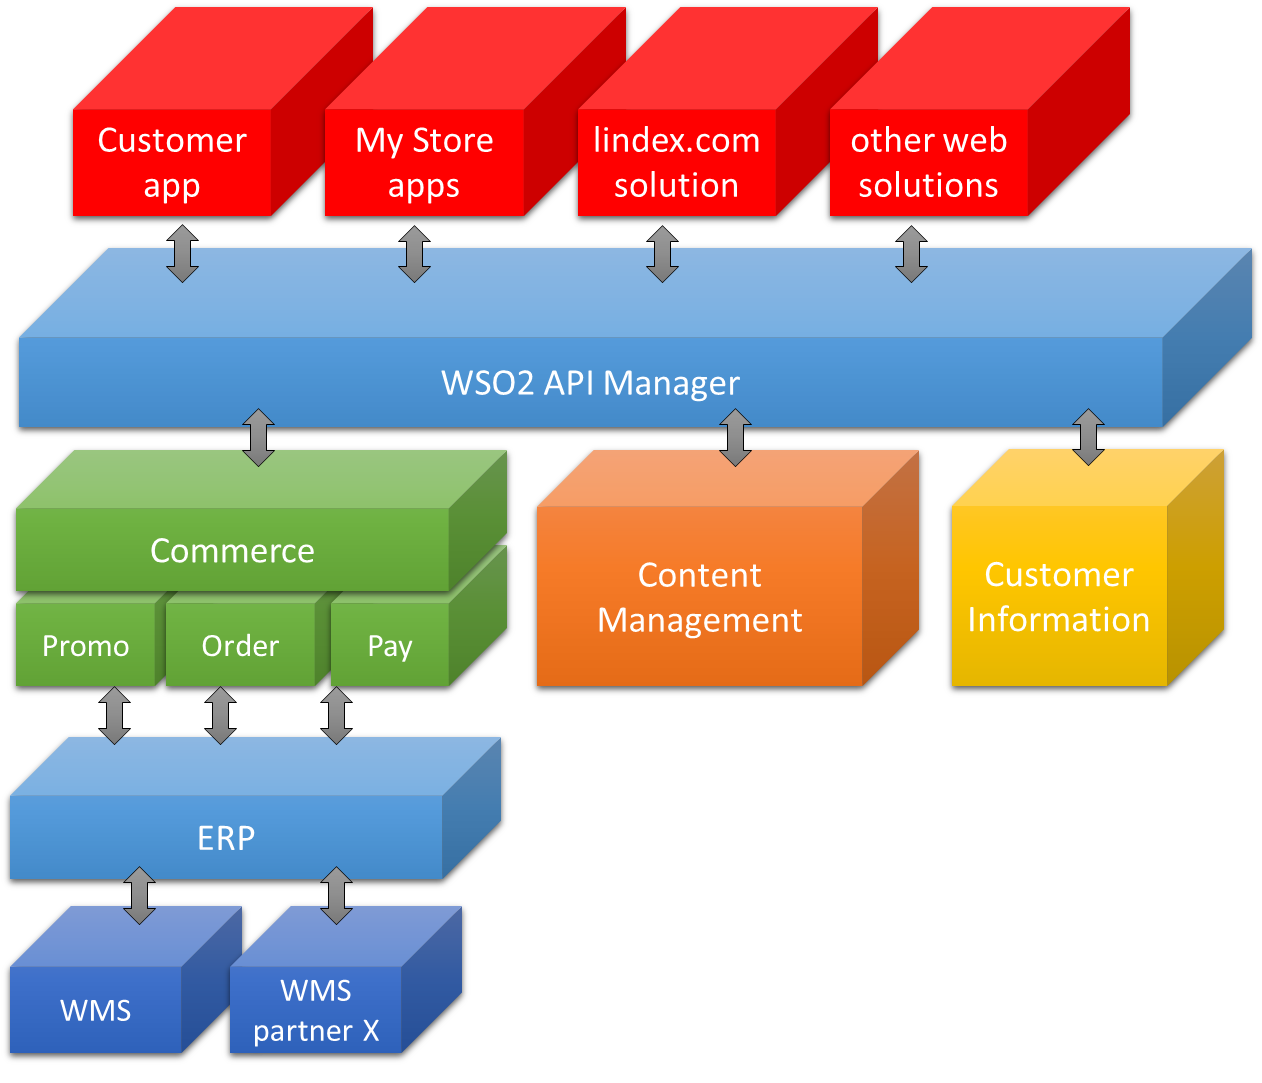 Customer
app
My Store
apps
lindex.com
solution
other web
solutions
WSO2 API Manager
Commerce
Promo
Order
Pay
Content
Management
Customer
Information
ERP
WMS
WMS
partner X